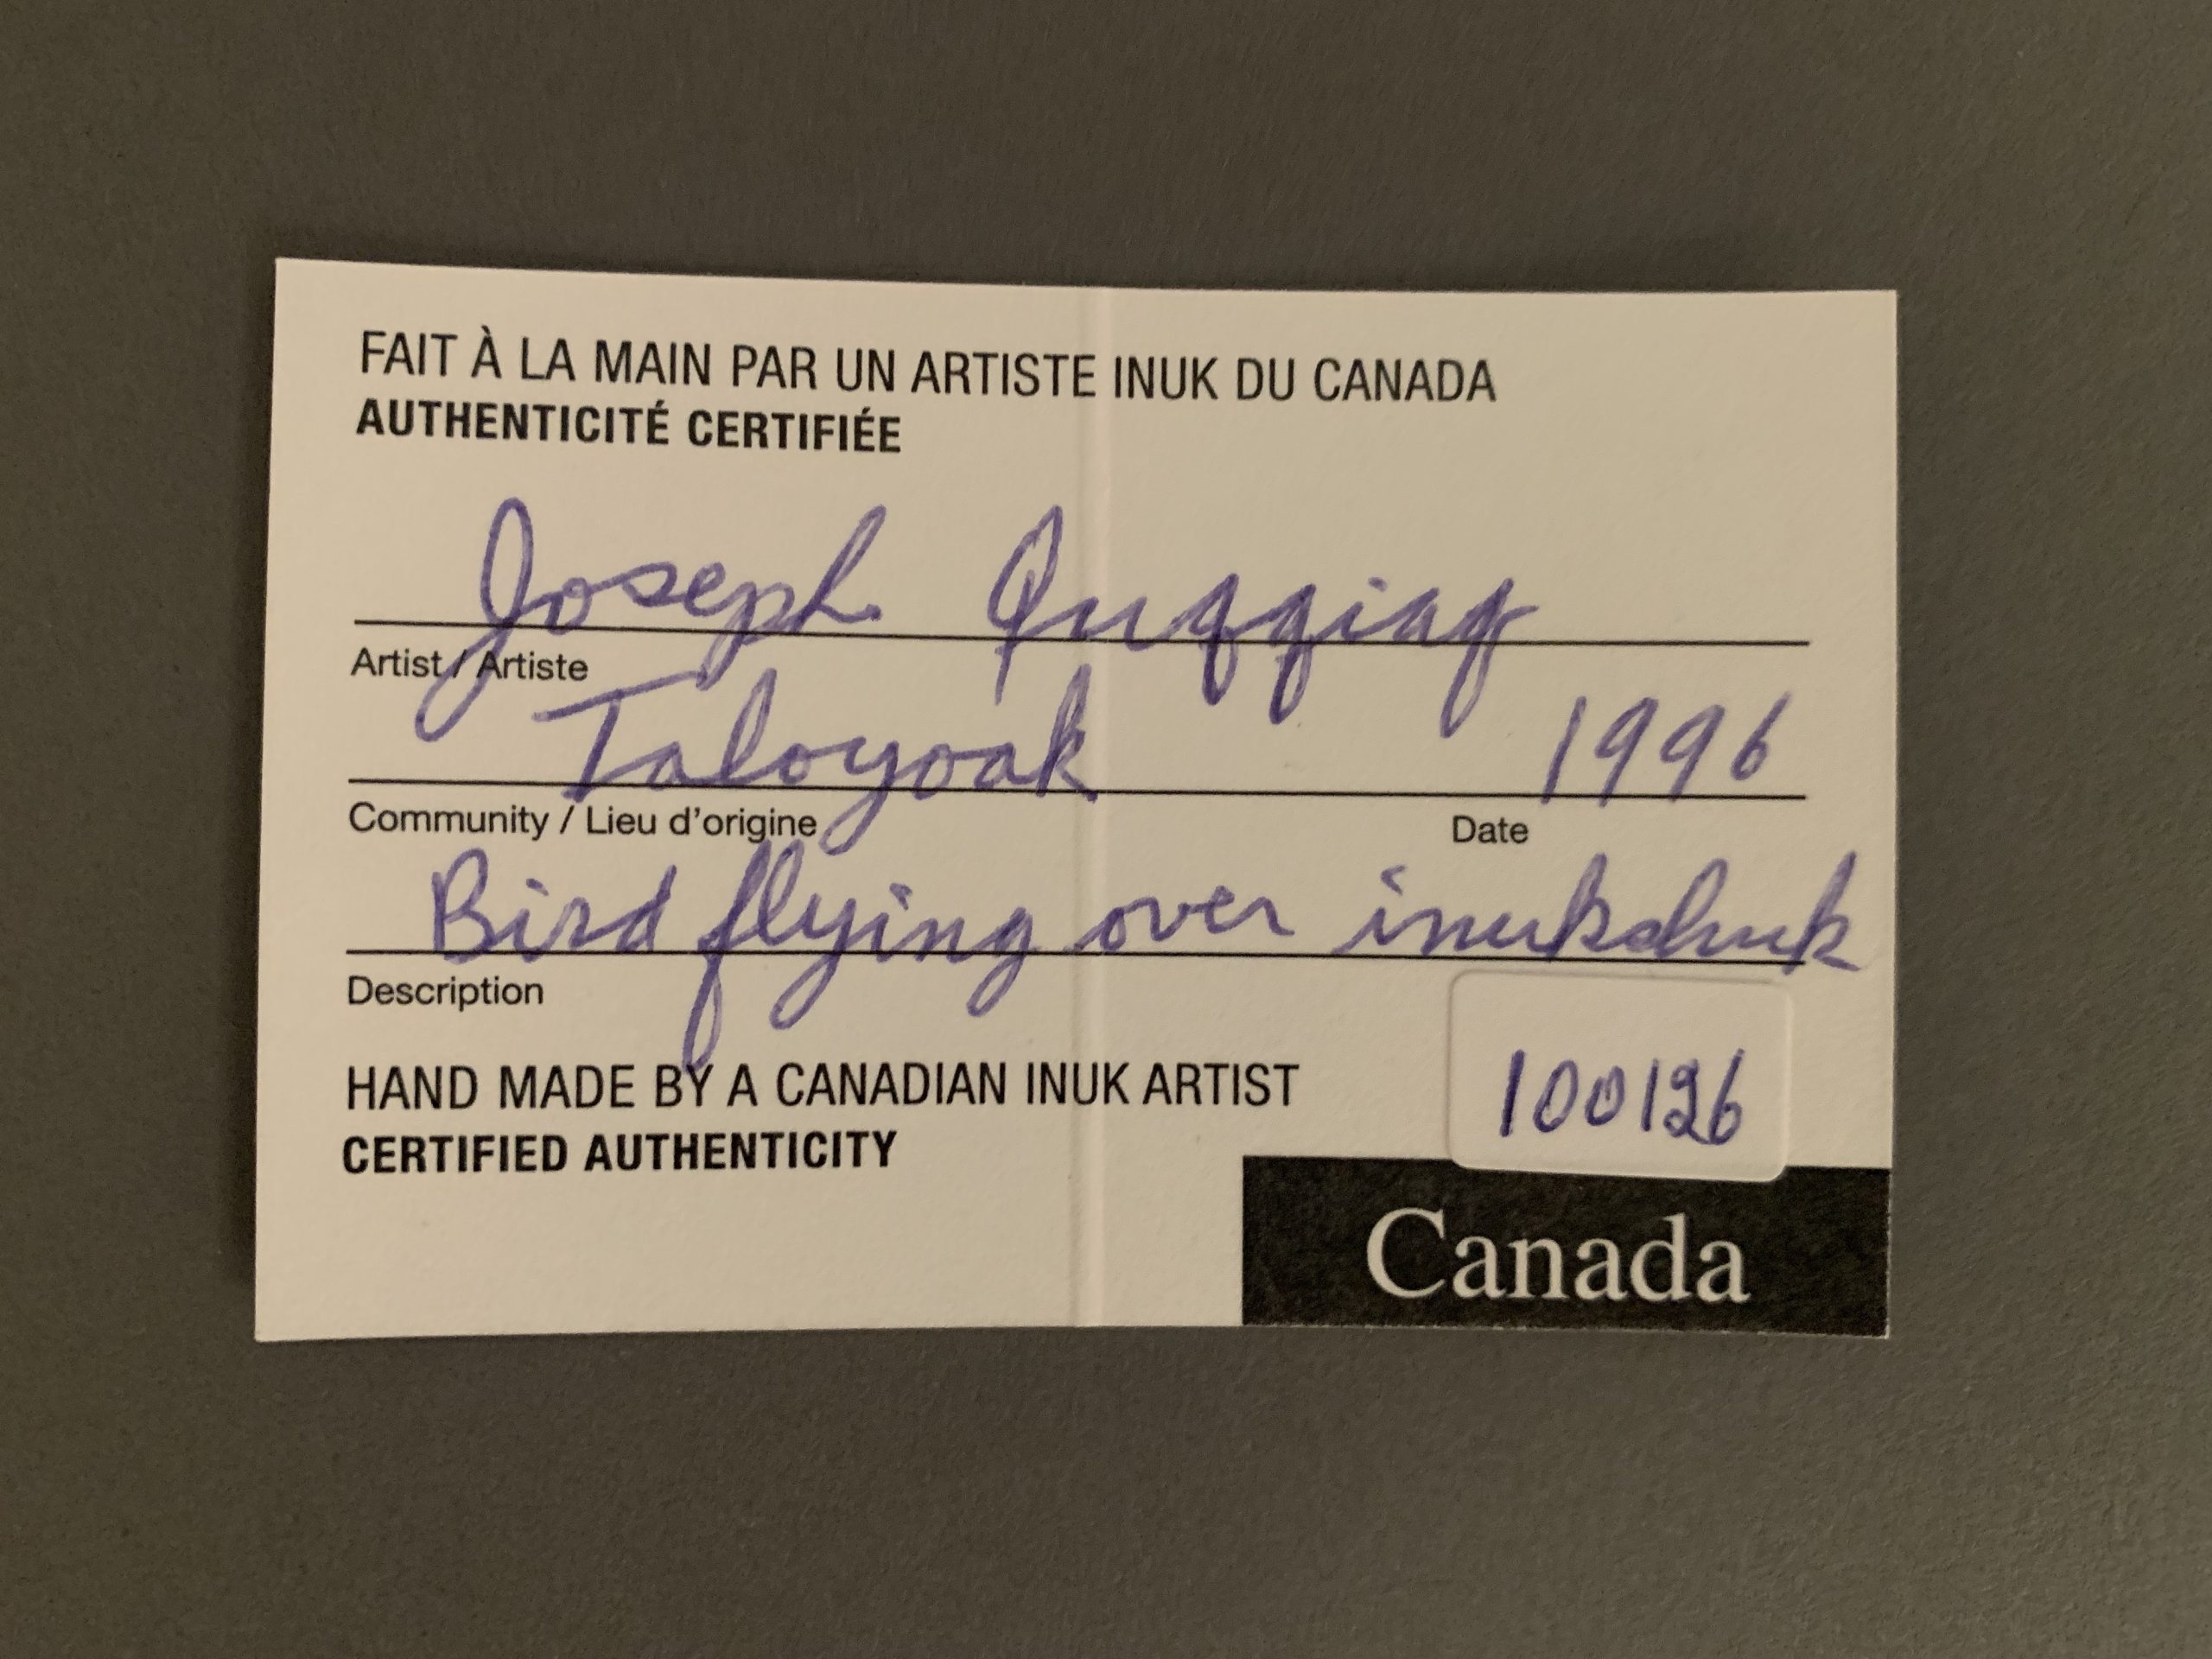 FAIT À LA MAIN PAR UN ARTISTE INUK DU CANADA
AUTHENTICITÉ CERTIFIÉE
Joseph Quqqiaq
Artist / Artiste
Taloyoak 1996
Community / Lieu d'origine Date
Bird flying over inukshuk
Description
HAND MADE BY A CANADIAN INUK ARTIST
CERTIFIED AUTHENTICITY
100126
Canada